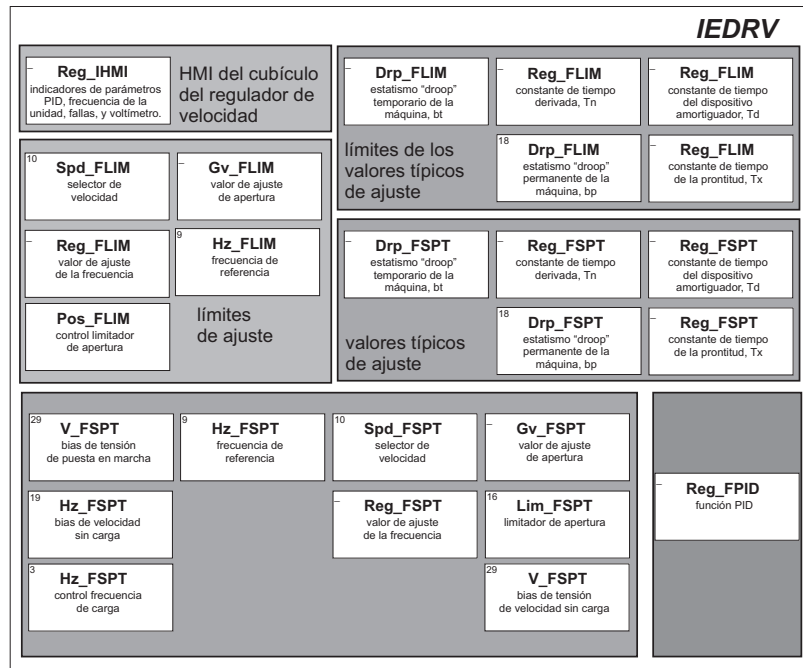 IEDRV
–
Reg_IHMI
indicadores de parámetros
PID, frecuencia de la
unidad, fallas, y voltímetro.
HMI del cubículo
del regulador de
velocidad
10
Spd_FLIM
selector de
velocidad
–
Gv_FLIM
valor de ajuste
de apertura
–
Reg_FLIM
valor de ajuste
de la frecuencia
9
Hz_FLIM
frecuencia de
referencia
Pos_FLIM
control limitador
de apertura
límites
de ajuste
–
Drp_FLIM
estatismo “droop”
temporario de la
máquina, bt
–
Reg_FLIM
constante de tiempo
derivada, Tn
–
Reg_FLIM
constante de tiempo
del dispositivo
amortiguador, Td
límites de los
valores típicos
de ajuste
18
Drp_FLIM
estatismo “droop”
permanente de la
máquina, bp
–
Reg_FLIM
constante de tiempo
de la prontitud, Tx
–
Drp_FSPT
estatismo “droop”
temporario de la
máquina, bt
–
Reg_FSPT
constante de tiempo
derivada, Tn
–
Reg_FSPT
constante de tiempo
del dispositivo
amortiguador, Td
valores típicos
de ajuste
18
Drp_FSPT
estatismo “droop”
permanente de la
máquina, bp
–
Reg_FSPT
constante de tiempo
de la prontitud, Tx
29
V_FSPT
bias de tensión
de puesta en marcha
9
Hz_FSPT
frecuencia de
referencia
10
Spd_FSPT
selector de
velocidad
–
Gv_FSPT
valor de ajuste
de apertura
19
Hz_FSPT
bias de velocidad
sin carga
–
Reg_FSPT
valor de ajuste
de la frecuencia
16
Lim_FSPT
limitador de apertura
3
Hz_FSPT
control frecuencia
de carga
29
V_FSPT
bias de tensión
de velocidad sin carga
–
Reg_FPID
función PID